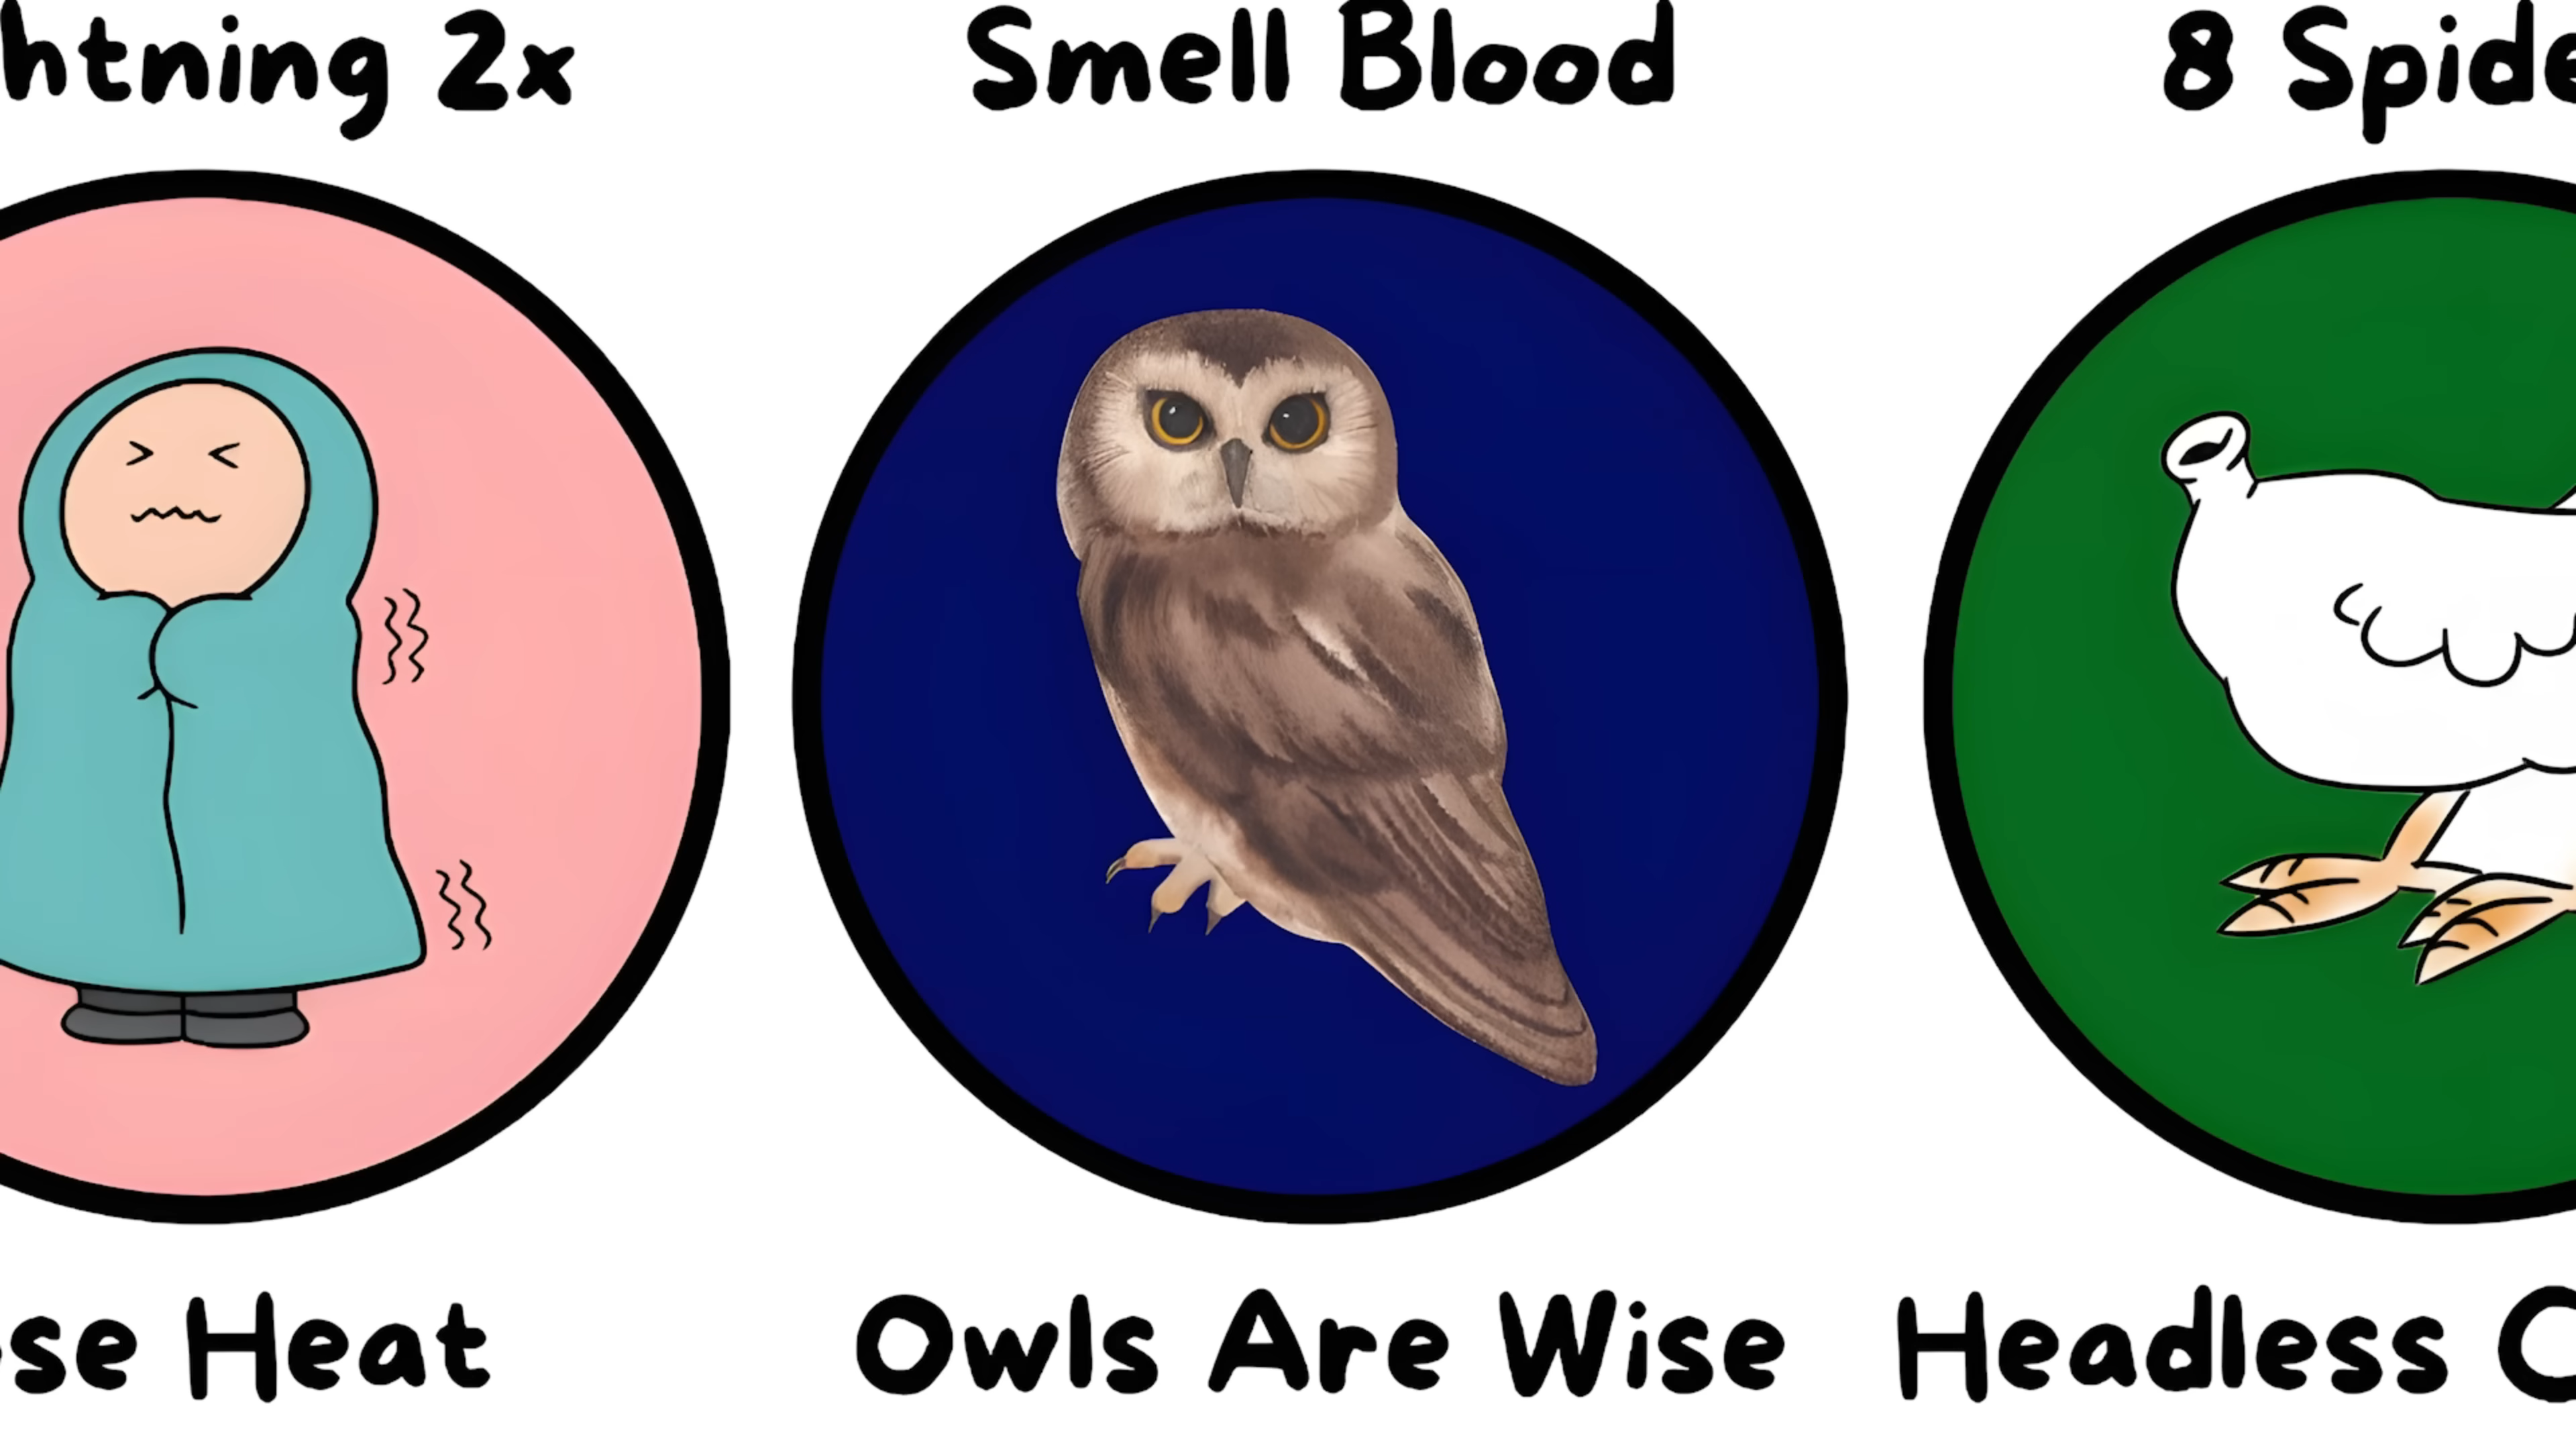 htning 2x
Smell Blood
8 Spide
se Heat
Owls Are Wise
Headless